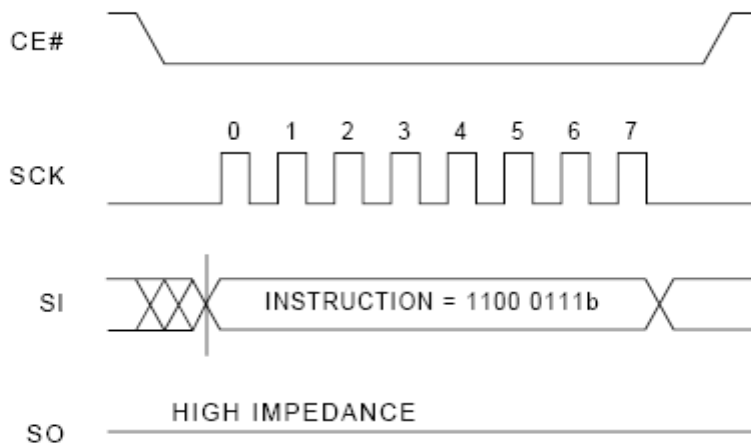 CE#
0 1 2 3 4 5 6 7
SCK
SI INSTRUCTION = 1100 0111b
HIGH IMPEDANCE
SO